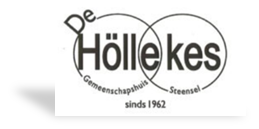 De
Höllekes
Gemeenschapshuis
Steensel
sinds 1962